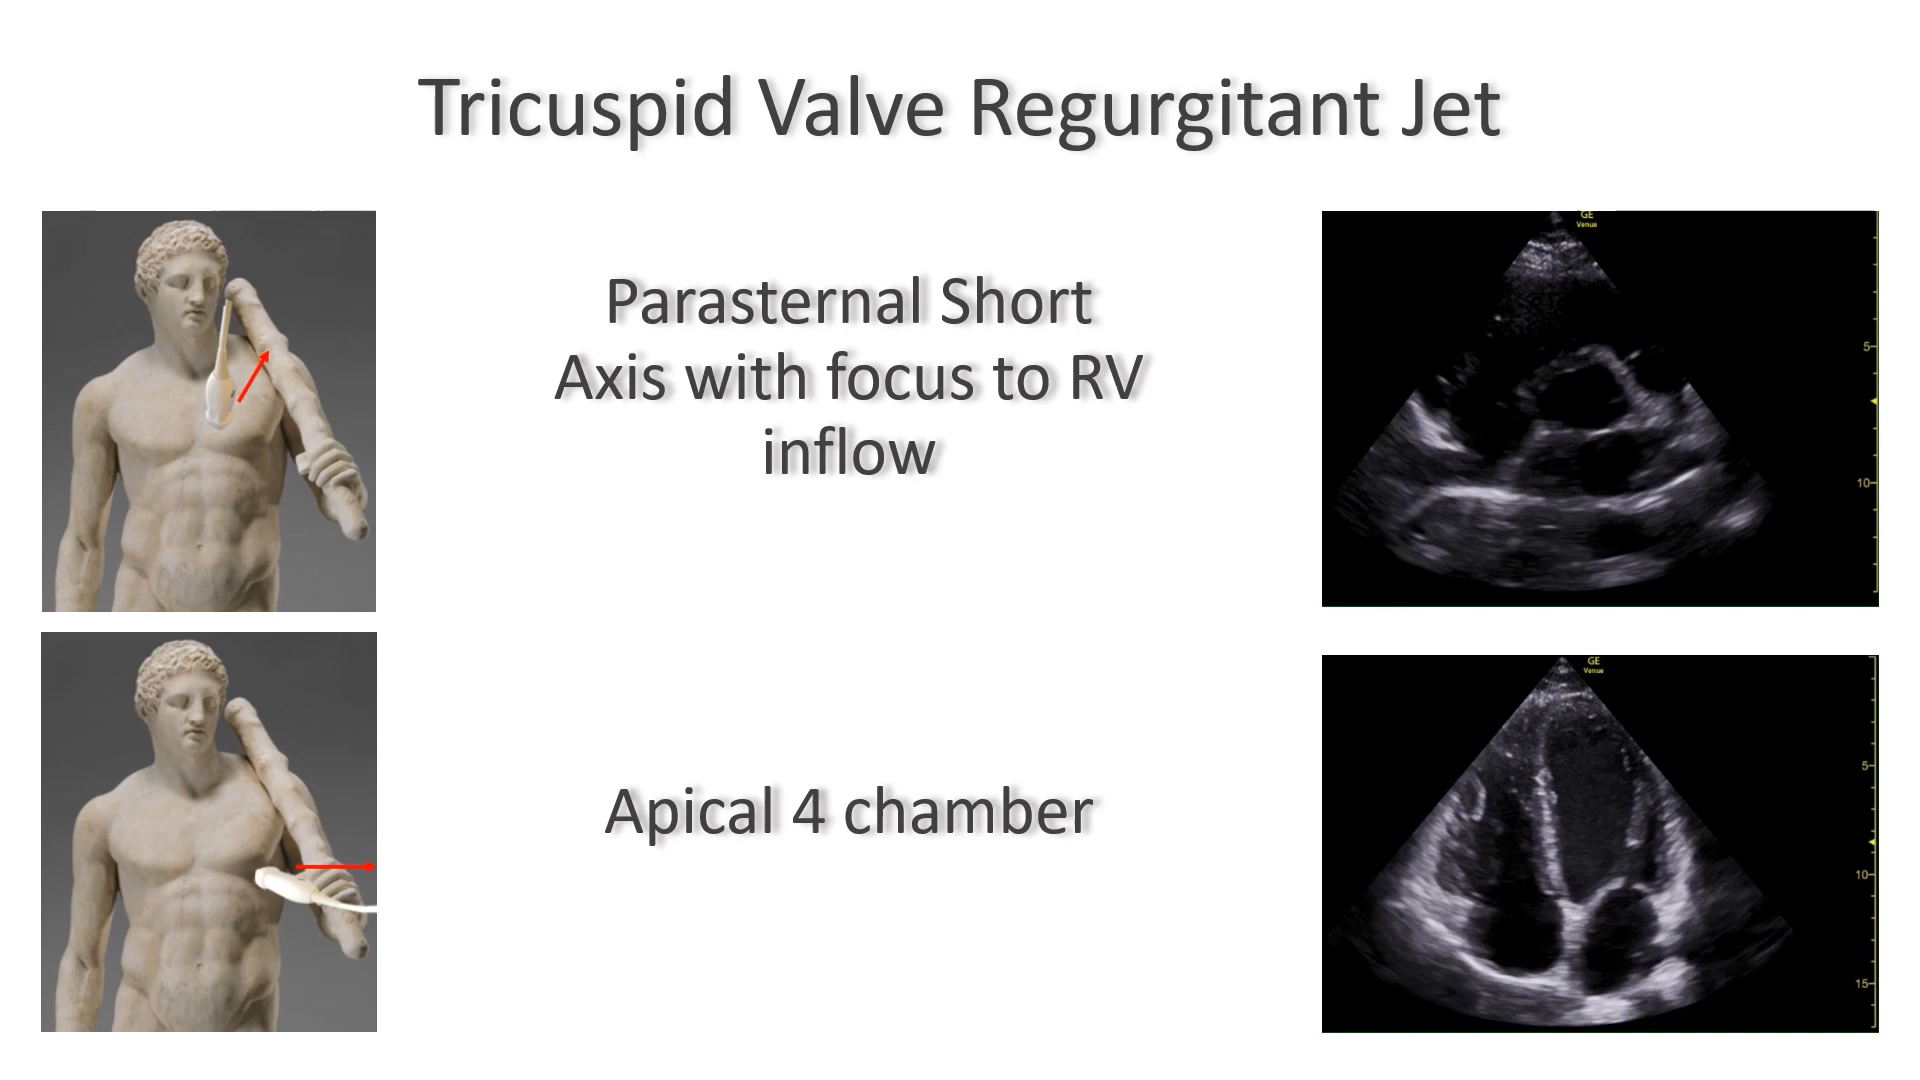 Tricuspid Valve Regurgitant Jet
Parasternal Short
Axis with focus to RV
inflow
GE
Venue
5
10
Apical 4 chamber
GE
Venue
5
10
15